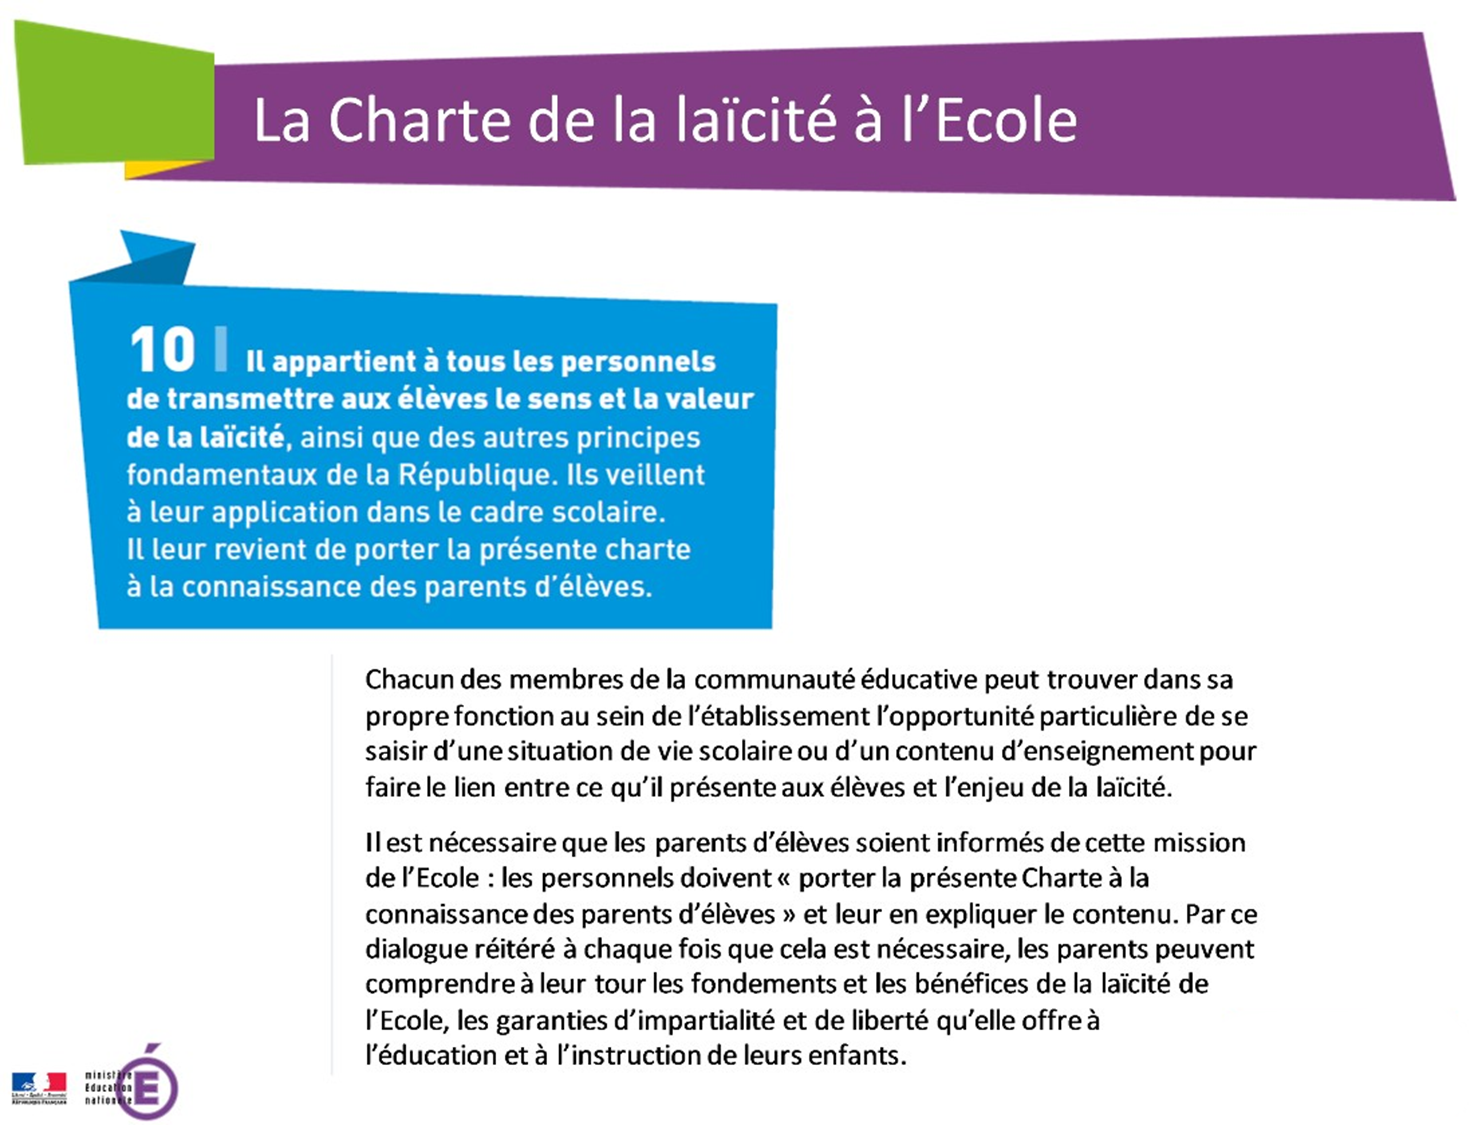 La Charte de la laïcité à l’Ecole
10 | Il appartient à tous les personnels
de transmettre aux élèves le sens et la valeur
de la laïcité, ainsi que des autres principes
fondamentaux de la République. Ils veillent
à leur application dans le cadre scolaire.
Il leur revient de porter la présente charte
à la connaissance des parents d’élèves.
Chacun des membres de la communauté éducative peut trouver dans sa
propre fonction au sein de l’établissement l’opportunité particulière de se
saisir d’une situation de vie scolaire ou d’un contenu d’enseignement pour
faire le lien entre ce qu’il présente aux élèves et l’enjeu de la laïcité.
Il est nécessaire que les parents d’élèves soient informés de cette mission
de l’Ecole : les personnels doivent « porter la présente Charte à la
connaissance des parents d’élèves » et leur en expliquer le contenu. Par ce
dialogue réitéré à chaque fois que cela est nécessaire, les parents peuvent
comprendre à leur tour les fondements et les bénéfices de la laïcité de
l’Ecole, les garanties d’impartialité et de liberté qu’elle offre à
l’éducation et à l’instruction de leurs enfants.
Liberté • Égalité • Fraternité
RÉPUBLIQUE FRANÇAISE
ministère
éducation
nationale
É